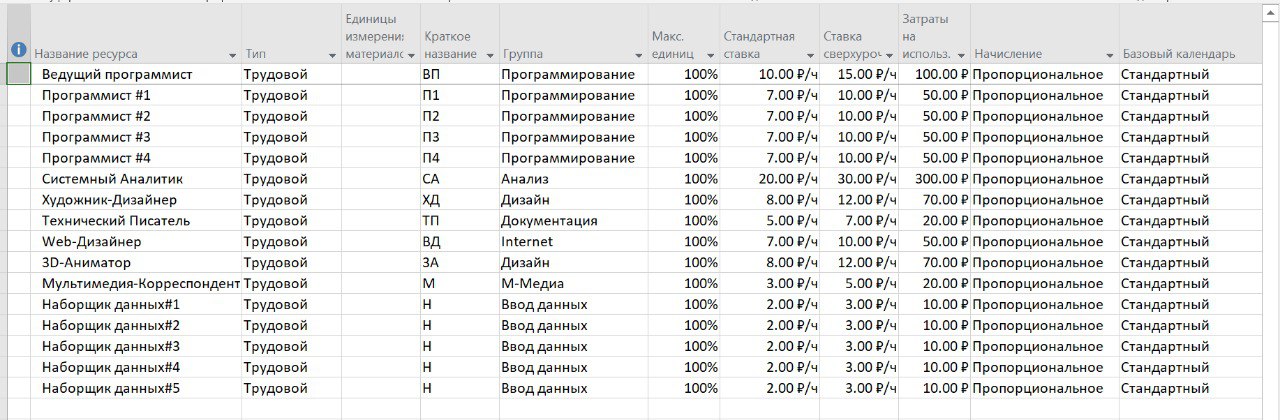 Название ресурса Тип Единицы измерени: материалс Краткое название Группа Макс. единиц Стандартная ставка Ставка сверхуроч Затраты на использ. Начисление Базовый календарь
Ведущий программист Трудовой ВП Программирование 100% 10.00 ₽/ч 15.00 ₽/ч 100.00 ₽ Пропорциональное Стандартный
Программист #1 Трудовой П1 Программирование 100% 7.00 ₽/ч 10.00 ₽/ч 50.00 ₽ Пропорциональное Стандартный
Программист #2 Трудовой П2 Программирование 100% 7.00 ₽/ч 10.00 ₽/ч 50.00 ₽ Пропорциональное Стандартный
Программист #3 Трудовой П3 Программирование 100% 7.00 ₽/ч 10.00 ₽/ч 50.00 ₽ Пропорциональное Стандартный
Программист #4 Трудовой П4 Программирование 100% 7.00 ₽/ч 10.00 ₽/ч 50.00 ₽ Пропорциональное Стандартный
Системный Аналитик Трудовой СА Анализ 100% 20.00 ₽/ч 30.00 ₽/ч 300.00 ₽ Пропорциональное Стандартный
Художник-Дизайнер Трудовой ХД Дизайн 100% 8.00 ₽/ч 12.00 ₽/ч 70.00 ₽ Пропорциональное Стандартный
Технический Писатель Трудовой ТП Документация 100% 5.00 ₽/ч 7.00 ₽/ч 20.00 ₽ Пропорциональное Стандартный
Web-Дизайнер Трудовой ВД Internet 100% 7.00 ₽/ч 10.00 ₽/ч 50.00 ₽ Пропорциональное Стандартный
3D-Аниматор Трудовой 3А Дизайн 100% 8.00 ₽/ч 12.00 ₽/ч 70.00 ₽ Пропорциональное Стандартный
Мультимедия-Корреспондент Трудовой М М-Медиа 100% 3.00 ₽/ч 5.00 ₽/ч 20.00 ₽ Пропорциональное Стандартный
Наборщик данных#1 Трудовой Н Ввод данных 100% 2.00 ₽/ч 3.00 ₽/ч 10.00 ₽ Пропорциональное Стандартный
Наборщик данных#2 Трудовой Н Ввод данных 100% 2.00 ₽/ч 3.00 ₽/ч 10.00 ₽ Пропорциональное Стандартный
Наборщик данных#3 Трудовой Н Ввод данных 100% 2.00 ₽/ч 3.00 ₽/ч 10.00 ₽ Пропорциональное Стандартный
Наборщик данных#4 Трудовой Н Ввод данных 100% 2.00 ₽/ч 3.00 ₽/ч 10.00 ₽ Пропорциональное Стандартный
Наборщик данных#5 Трудовой Н Ввод данных 100% 2.00 ₽/ч 3.00 ₽/ч 10.00 ₽ Пропорциональное Стандартный